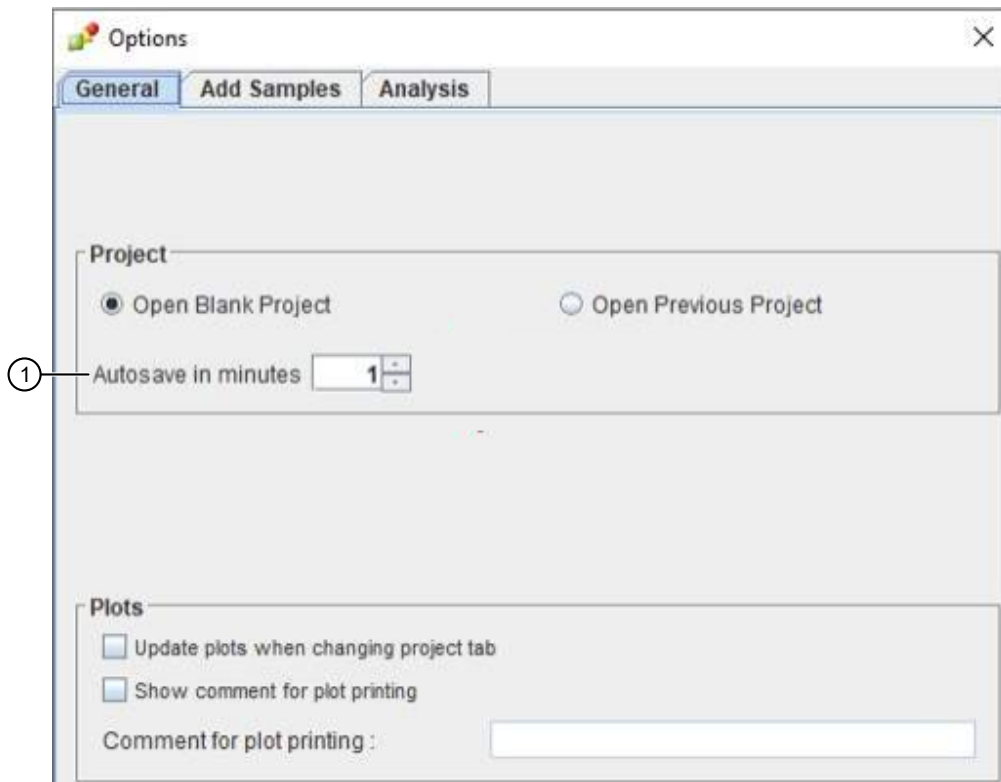 Options
General Add Samples Analysis
Project
Open Blank Project Open Previous Project
1 Autosave in minutes 1
Plots
Update plots when changing project tab
Show comment for plot printing
Comment for plot printing :